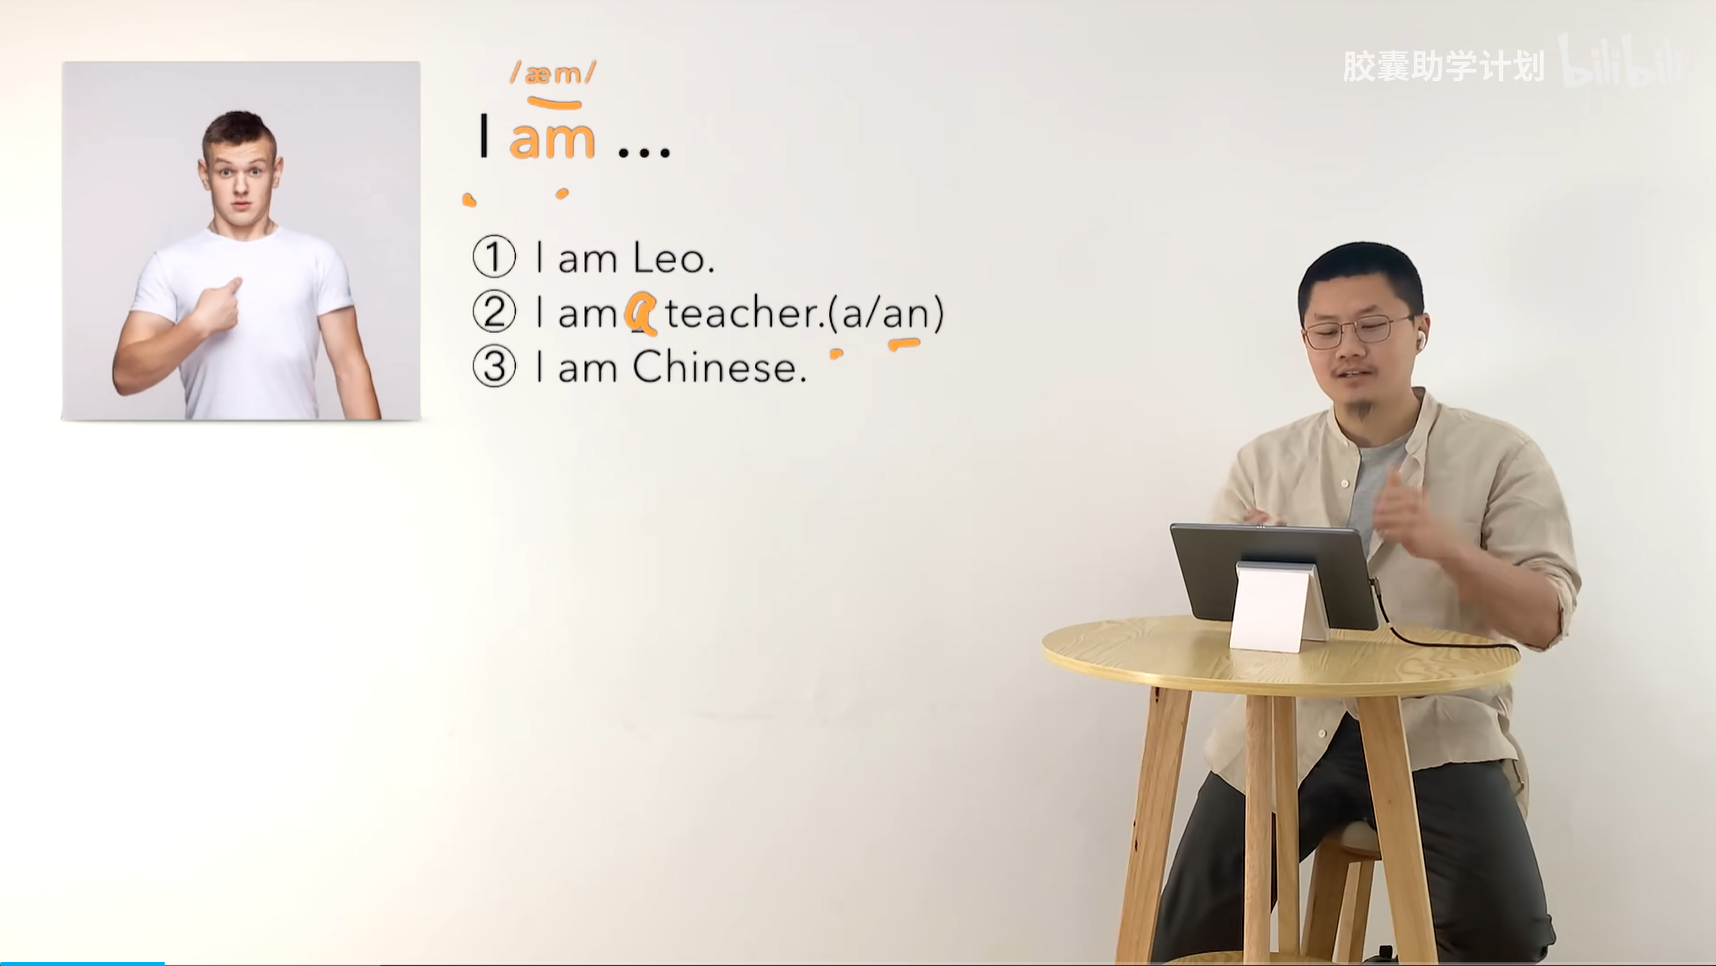 胶囊助学计划 bilibili
/æm/
I am ...
① I am Leo.
② I am a teacher.(a/an)
③ I am Chinese.